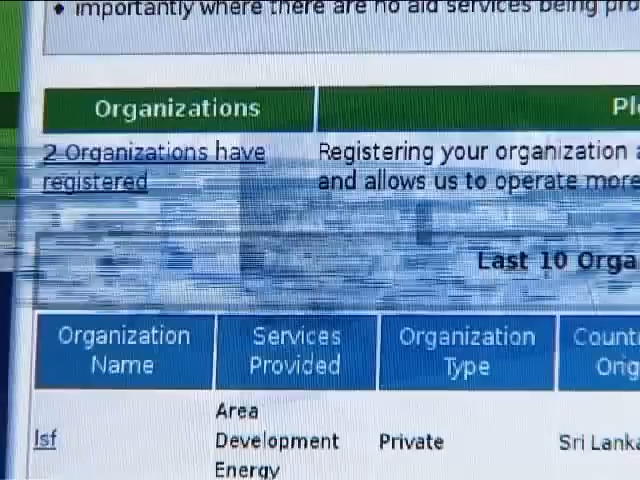 importantly where there are no aid services being pro
Organizations
2 Organizations have registered
Registering your organization
and allows us to operate more
Last 10 Orga
Organization Name
Services Provided
Organization Type
Count
Orig
lsf
Area
Development
Energy
Private
Sri Lanka